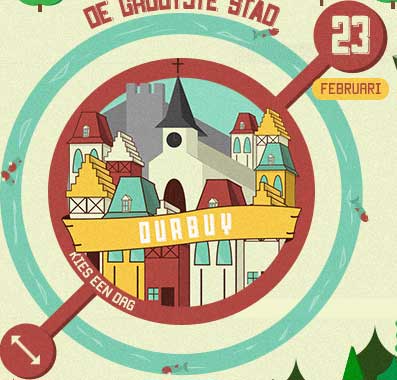 DE GROOTSTE STAD
23
FEBRUARI
DURBUY
KIES EEN DAG